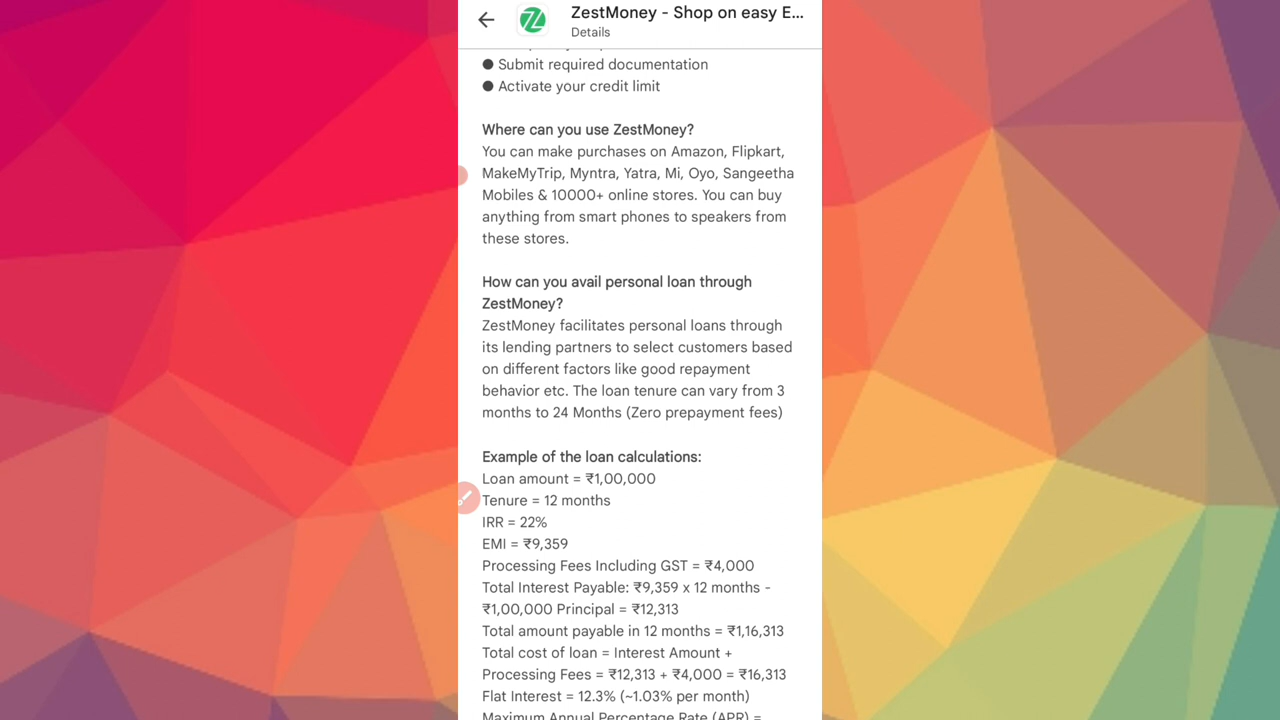 ZestMoney - Shop on easy E...
Details
● Submit required documentation
● Activate your credit limit
Where can you use ZestMoney?
You can make purchases on Amazon, Flipkart,
MakeMyTrip, Myntra, Yatra, Mi, Oyo, Sangeetha
Mobiles & 10000+ online stores. You can buy
anything from smart phones to speakers from
these stores.
How can you avail personal loan through
ZestMoney?
ZestMoney facilitates personal loans through
its lending partners to select customers based
on different factors like good repayment
behavior etc. The loan tenure can vary from 3
months to 24 Months (Zero prepayment fees)
Example of the loan calculations:
Loan amount = ₹1,00,000
Tenure = 12 months
IRR = 22%
EMI = ₹9,359
Processing Fees Including GST = ₹4,000
Total Interest Payable: ₹9,359 x 12 months -
₹1,00,000 Principal = ₹12,313
Total amount payable in 12 months = ₹1,16,313
Total cost of loan = Interest Amount +
Processing Fees = ₹12,313 + ₹4,000 = ₹16,313
Flat Interest = 12.3% (~1.03% per month)
Maximum Annual Percentage Rate (APR) =